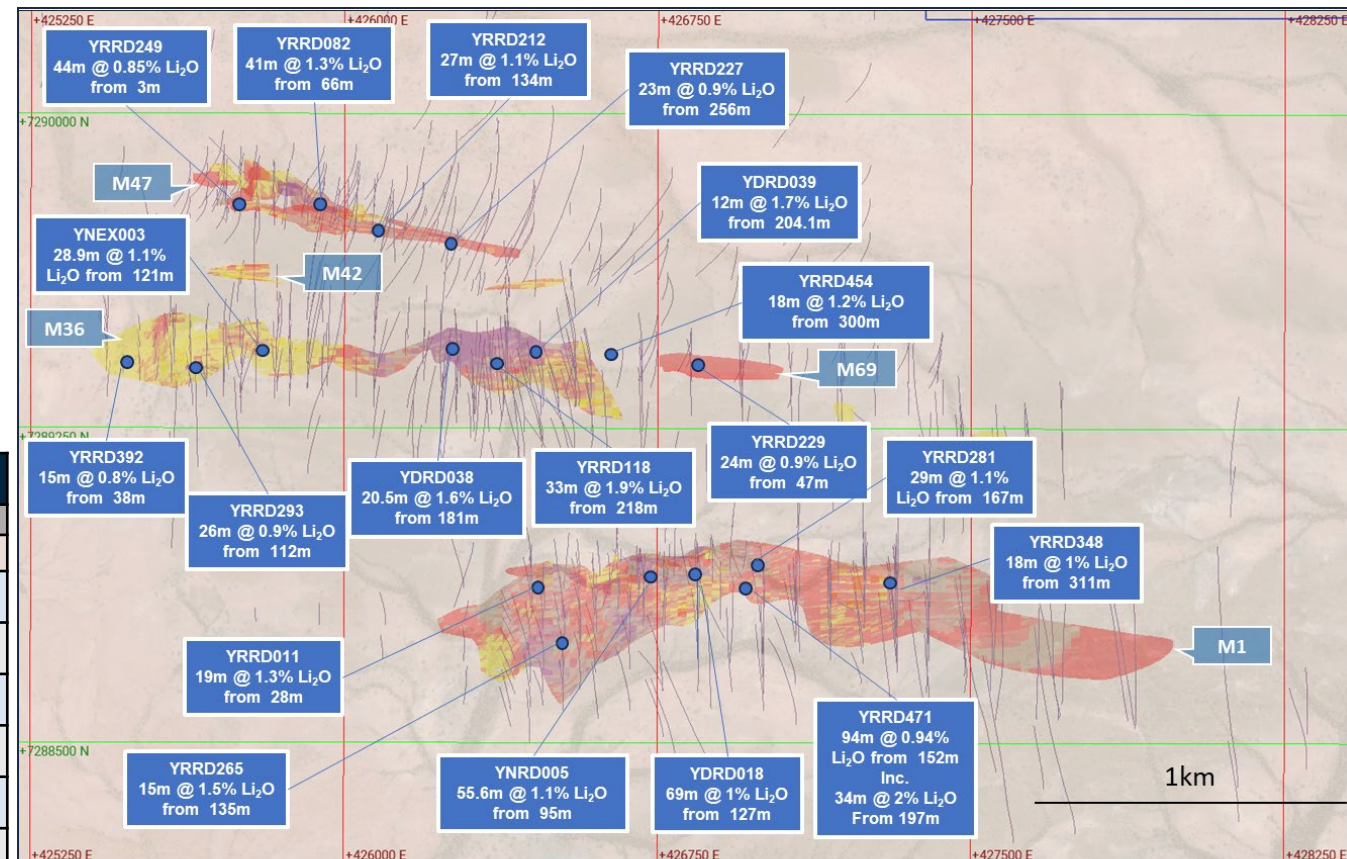 +425250 E
+426000 E
+426750 E
+427500 E
+428250 E
YRRD249
44m @ 0.85% Li₂O
from 3m
YRRD082
41m @ 1.3% Li₂O
from 66m
YRRD212
27m @ 1.1% Li₂O
from 134m
YRRD227
23m @ 0.9% Li₂O
from 256m
+7290000 N
M47
YDRD039
12m @ 1.7% Li₂O
from 204.1m
YNEX003
28.9m @ 1.1%
Li₂O from 121m
M42
YRRD454
18m @ 1.2% Li₂O
from 300m
M36
M69
+7289250 N
YRRD392
15m @ 0.8% Li₂O
from 38m
YRRD293
26m @ 0.9% Li₂O
from 112m
YDRD038
20.5m @ 1.6% Li₂O
from 181m
YRRD118
33m @ 1.9% Li₂O
from 218m
YRRD229
24m @ 0.9% Li₂O
from 47m
YRRD281
29m @ 1.1%
Li₂O from 167m
YRRD348
18m @ 1% Li₂O
from 311m
YRRD011
19m @ 1.3% Li₂O
from 28m
M1
+7288500 N
YRRD265
15m @ 1.5% Li₂O
from 135m
YNRD005
55.6m @ 1.1% Li₂O
from 95m
YDRD018
69m @ 1% Li₂O
from 127m
YRRD471
94m @ 0.94%
Li₂O from 152m
Inc.
34m @ 2% Li₂O
From 197m
1km
+425250 E
+426000 E
+426750 E
+427500 E
+428250 E